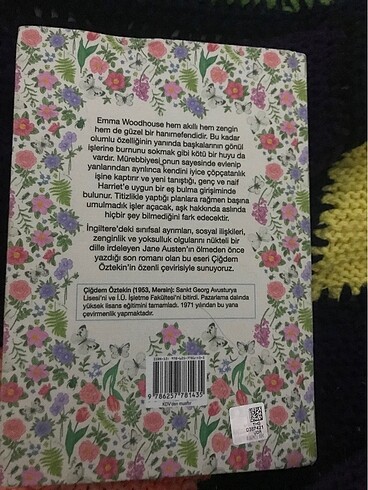 Emma Woodhouse hem akıllı hem zengin
hem de güzel bir hanımefendidir. Bu kadar
olumlu özelliğinin yanında başkalarının gönül
işlerine burnunu sokmak gibi kötü bir huyu da
vardır. Mürebbiyesi onun sayesinde evlenip
yanlarından ayrılınca kendini iyice çöpçatanlık
işine kaptırır ve yeni tanıştığı, genç ve naif
Harriet'e uygun bir eş bulma girişiminde
bulunur. Titizlikle yaptığı planlara rağmen başına
umulmadık işler açacak, aşk hakkında aslında
hiçbir şey bilmediğini fark edecektir.
İngiltere'deki sınıfsal ayrımları, sosyal ilişkileri,
zenginlik ve yoksulluk olgularını nükteli bir
dille irdeleyen Jane Austen'ın ölmeden önce
yazdığı son romanı olan bu eseri Çiğdem
Öztekin'in özenli çevirisiyle sunuyoruz.
Çiğdem Öztekin (1953, Mersin): Sankt Georg Avusturya
Lisesi'ni ve İ.Ü. İşletme Fakültesi'ni bitirdi. Pazarlama dalında
yüksek lisans eğitimini tamamladı. 1971 yılından bu yana
çevirmenlik yapmaktadır.
9 786257 781435
KDV'den muaftır